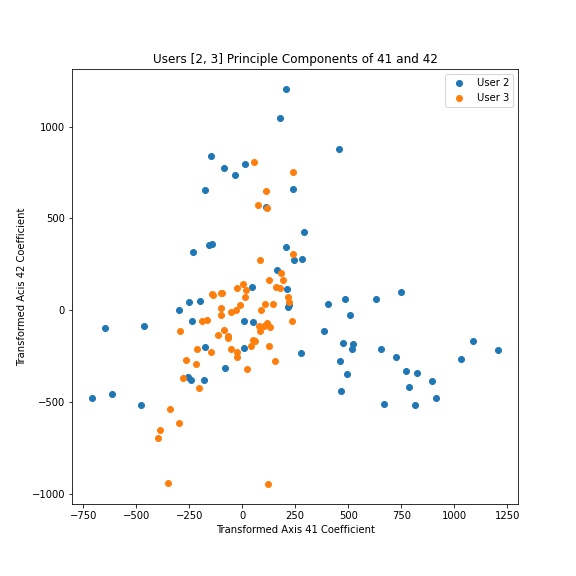 Users [2, 3] Principle Components of 41 and 42
User 2
User 3
Transformed Acis 42 Coefficient
1000
500
0
−500
−1000
−750
−500
−250
0
250
500
750
1000
1250
Transformed Axis 41 Coefficient